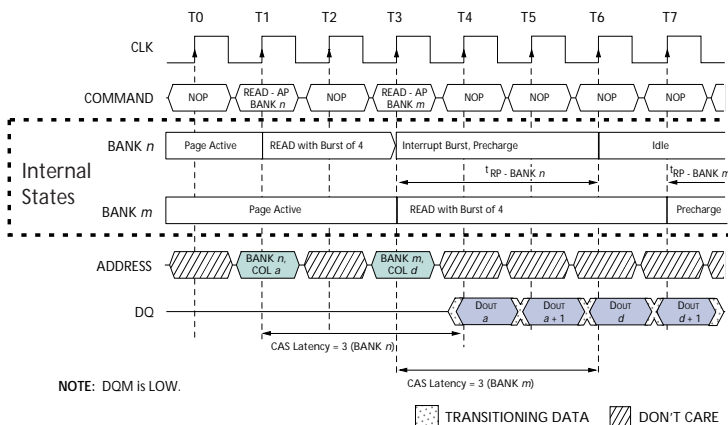 T0 T1 T2 T3 T4 T5 T6 T7
CLK
COMMAND NOP READ - AP BANK n NOP READ - AP BANK m NOP NOP NOP NOP
Internal States
BANK n Page Active READ with Burst of 4 Interrupt Burst, Precharge Idle
tRP - BANK n tRP - BANK m
BANK m Page Active READ with Burst of 4 Precharge
ADDRESS BANK n, COL a BANK m, COL d
DQ DOUT a DOUT a + 1 DOUT d DOUT d + 1
CAS Latency = 3 (BANK n)
CAS Latency = 3 (BANK m)
NOTE: DQM is LOW.
TRANSITIONING DATA DON'T CARE